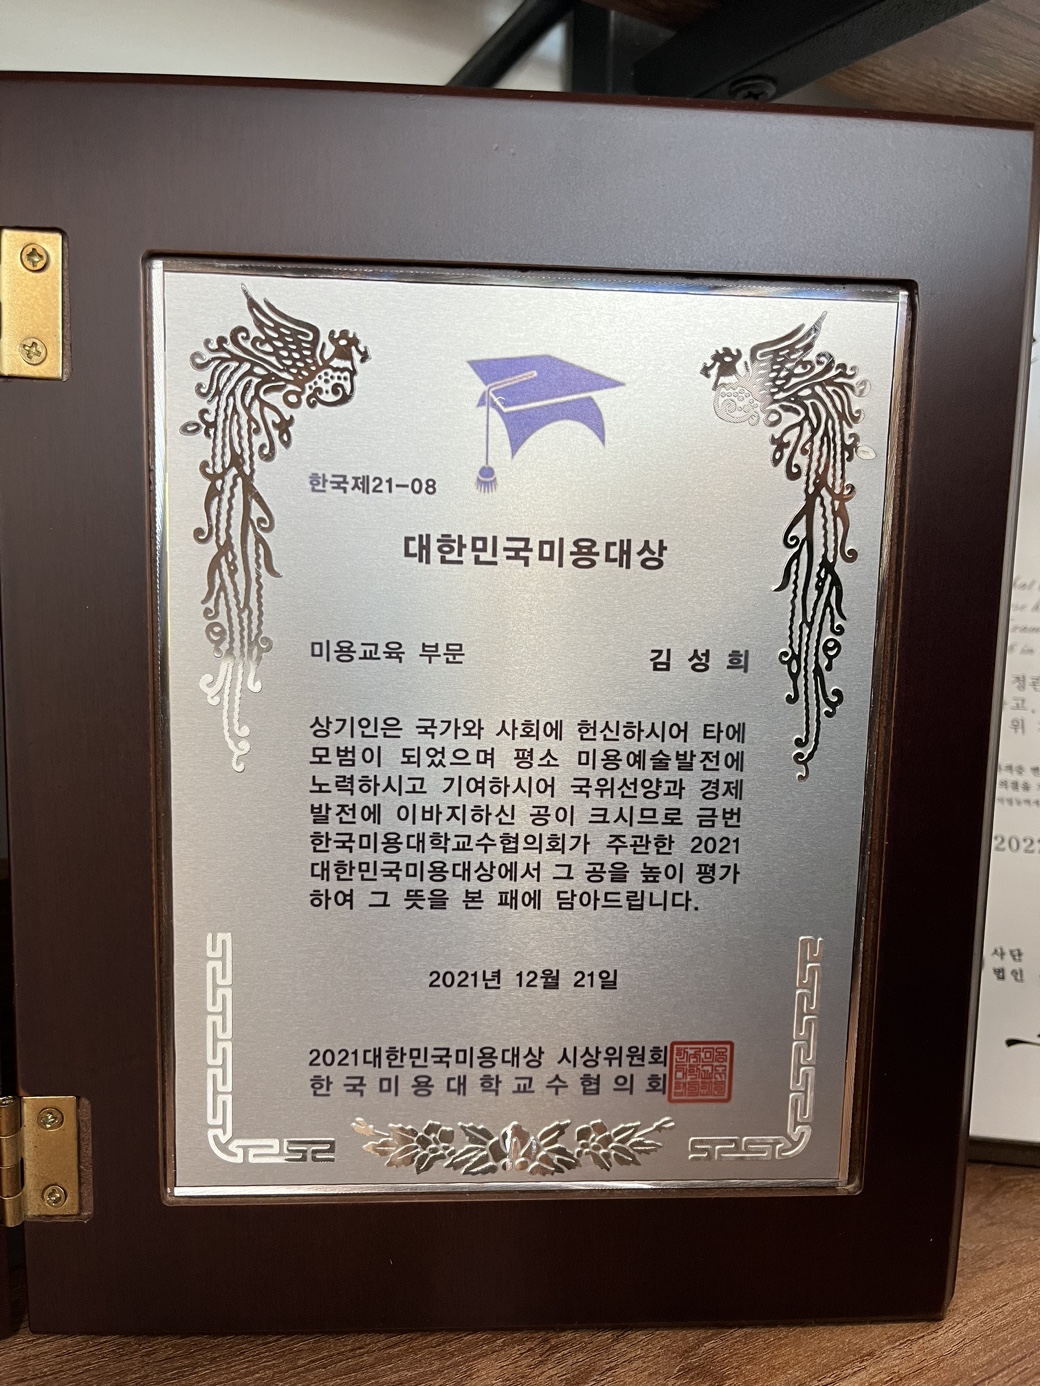 한국제21-08
대한민국미용대상
미용교육 부문
김 성 희
상기인은 국가와 사회에 헌신하시어 타에
모범이 되었으며 평소 미용예술발전에
노력하시고 기여하시어 국위선양과 경제
발전에 이바지하신 공이 크시므로 금번
한국미용대학교수협의회가 주관한 2021
대한민국미용대상에서 그 공을 높이 평가
하여 그 뜻을 본 패에 담아드립니다.
2021년 12월 21일
2021대한민국미용대상 시상위원회
한국미용대학교수협의회
사단
법인